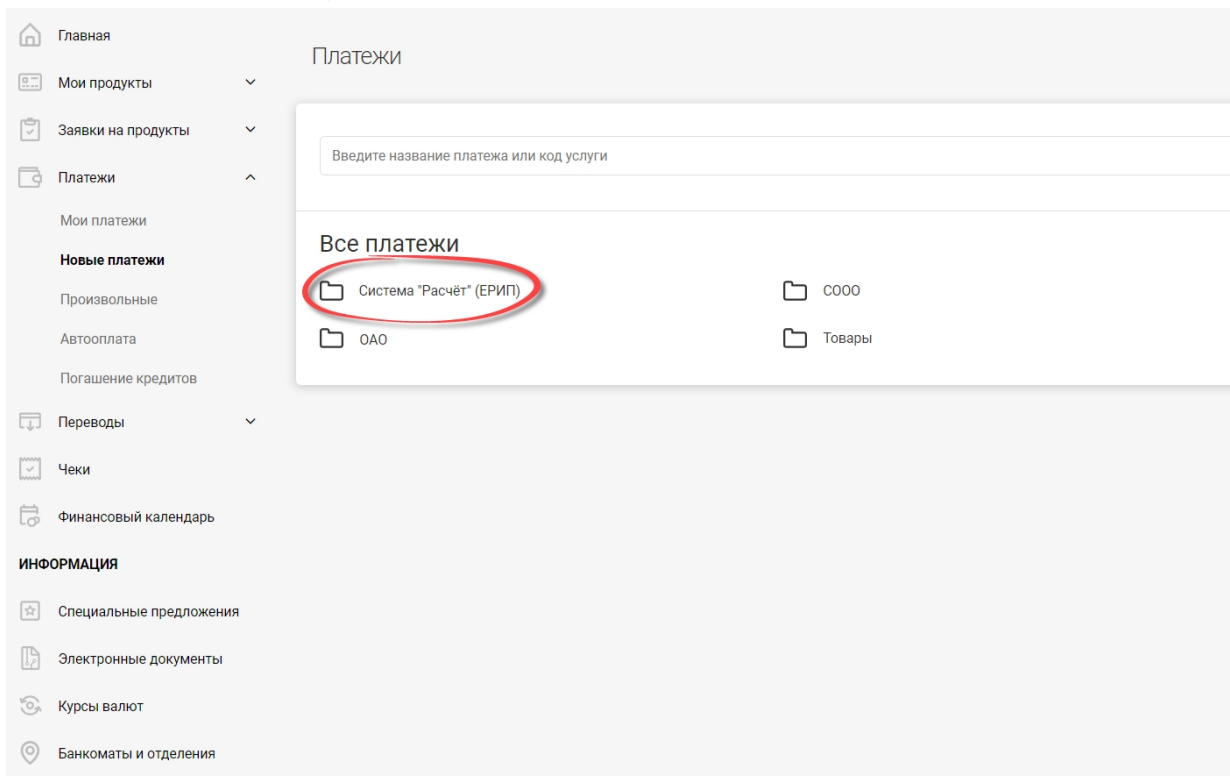 Главная
Мои продукты
Заявки на продукты
Платежи
Мои платежи
Новые платежи
Произвольные
Автооплата
Погашение кредитов
Переводы
Чеки
Финансовый календарь
ИНФОРМАЦИЯ
Специальные предложения
Электронные документы
Курсы валют
Банкоматы и отделения
Платежи
Введите название платежа или код услуги
Все платежи
Система "Расчёт" (ЕРИП)
СООО
ОАО
Товары